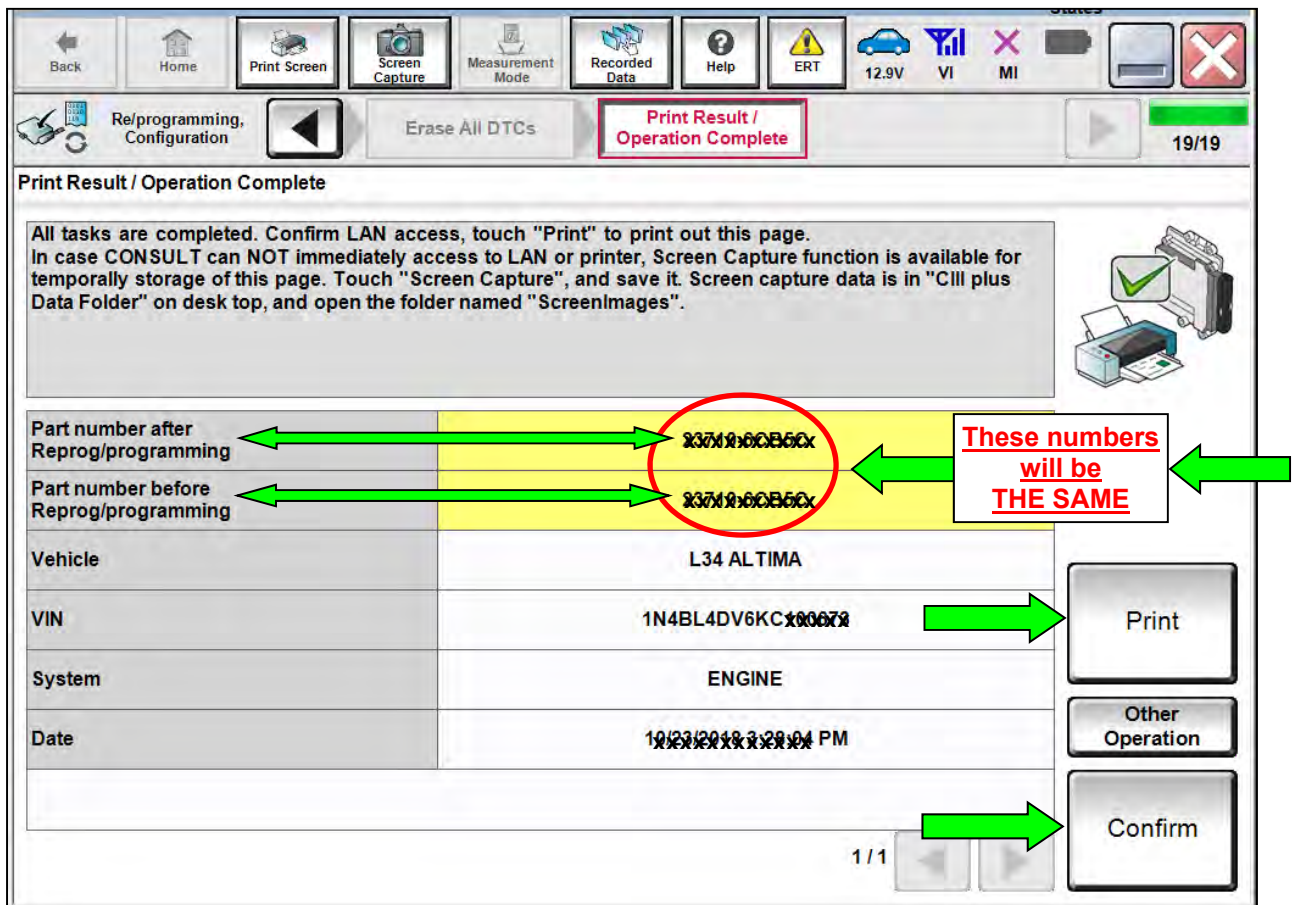 States
Back
Home
Print Screen
Screen
Capture
Measurement
Mode
Recorded
Data
Help
ERT
12.9V
VI
MI
Re/programming,
Configuration
Erase All DTCs
Print Result /
Operation Complete
19/19
Print Result / Operation Complete
All tasks are completed. Confirm LAN access, touch "Print" to print out this page.
In case CONSULT can NOT immediately access to LAN or printer, Screen Capture function is available for
temporally storage of this page. Touch "Screen Capture", and save it. Screen capture data is in "CIII plus
Data Folder" on desk top, and open the folder named "ScreenImages".
Part number after
Reprog/programming
Part number before
Reprog/programming
These numbers
will be
THE SAME
Vehicle
L34 ALTIMA
VIN
1N4BL4DV6KC
System
ENGINE
Date
PM
Print
Other
Operation
Confirm
1/1